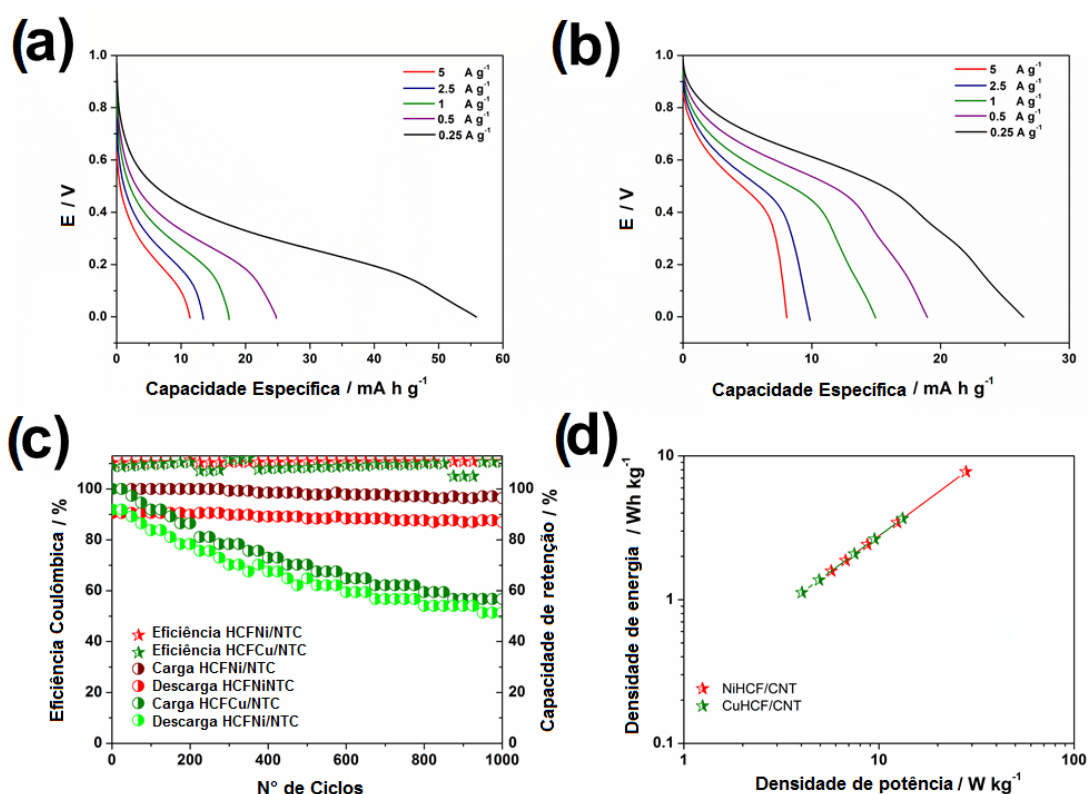 (a)
1.0
0.8
0.6
0.4
0.2
0.0
E / V
5 A g-1
2.5 A g-1
1 A g-1
0.5 A g-1
0.25 A g-1
0 10 20 30 40 50 60
Capacidade Específica / mA h g-1
(b)
1.0
0.8
0.6
0.4
0.2
0.0
E / V
5 A g-1
2.5 A g-1
1 A g-1
0.5 A g-1
0.25 A g-1
0 10 20 30
Capacidade Específica / mA h g-1
(c)
100
80
60
40
20
0
Eficiência Coulômbica / %
Eficiência HCFNi/NTC
Eficiência HCFCu/NTC
Carga HCFNi/NTC
Descarga HCFNiNTC
Carga HCFCu/NTC
Descarga HCFNi/NTC
100
80
60
40
20
0
Capacidade de retenção / %
0 200 400 600 800 1000
N° de Ciclos
(d)
10
1
0.1
Densidade de energia / Wh kg-1
NiHCF/CNT
CuHCF/CNT
1 10 100
Densidade de potência / W kg-1